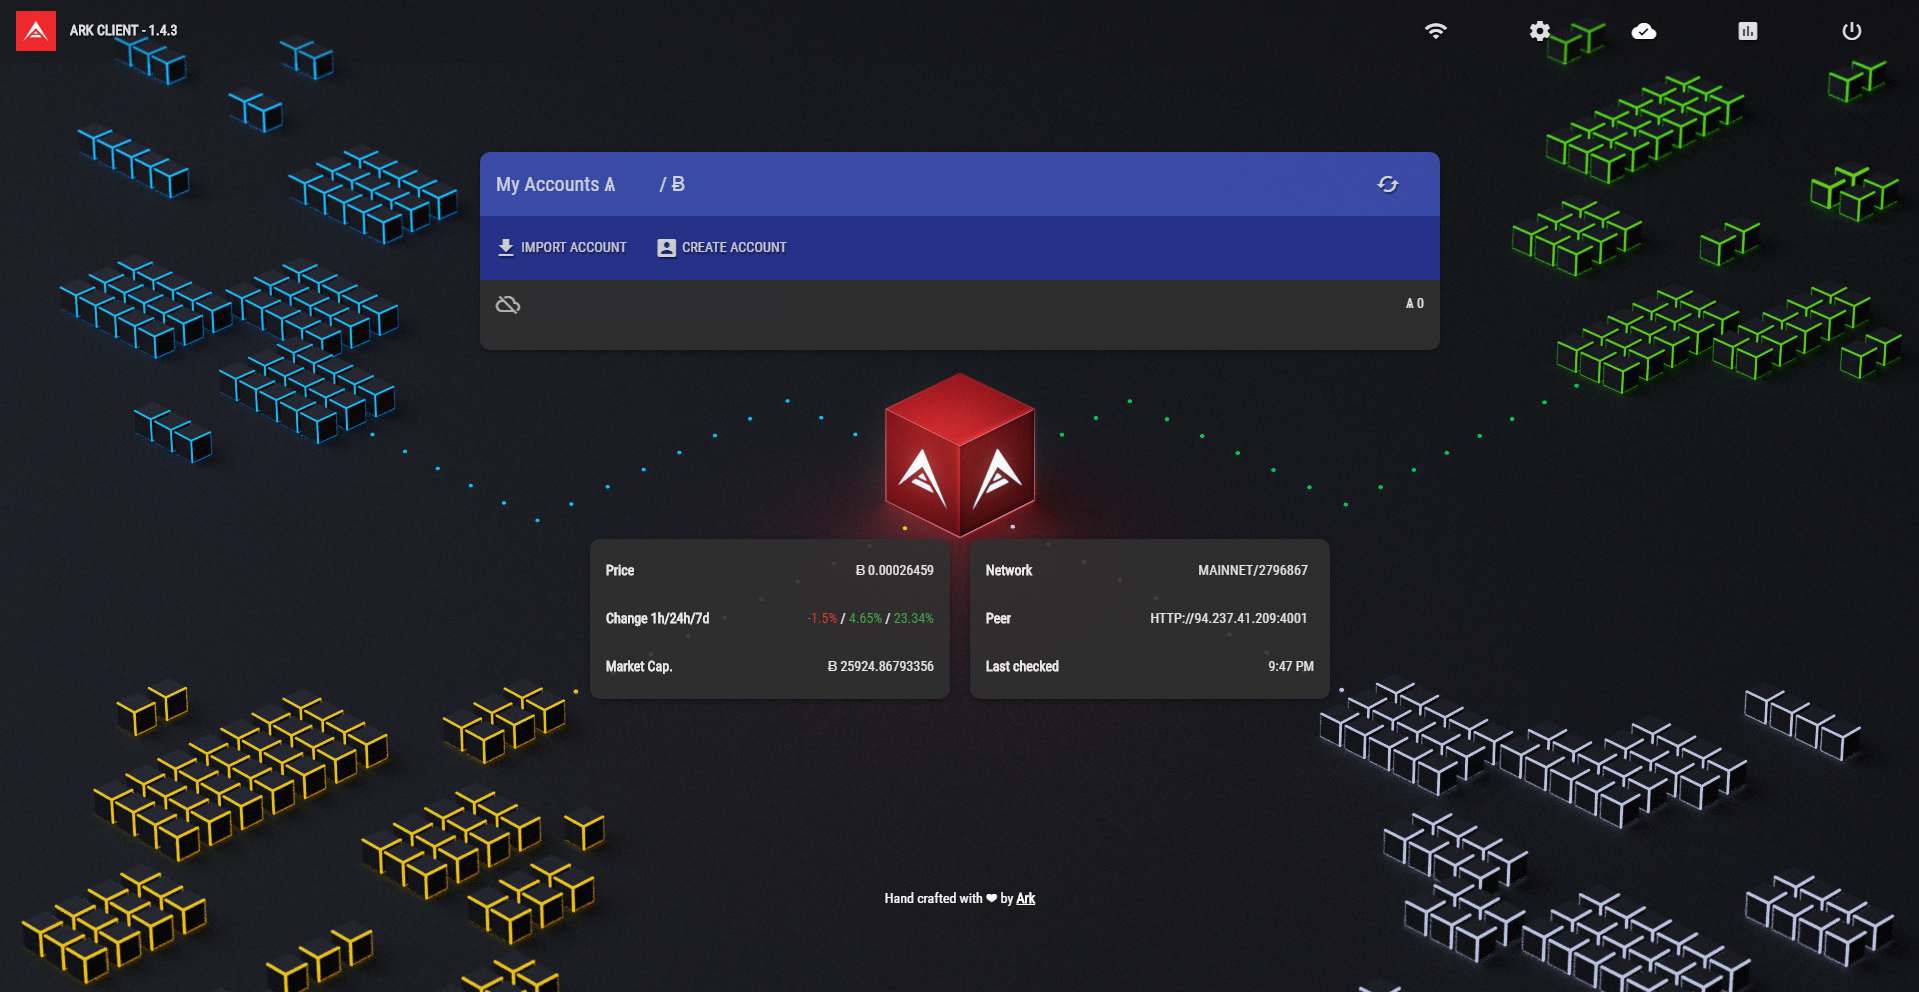 ARK CLIENT - 1.4.3
My Accounts Ѧ / Ƀ
IMPORT ACCOUNT CREATE ACCOUNT
Ѧ 0
Price Ƀ 0.00026459
Change 1h/24h/7d -1.5% / 4.65% / 23.34%
Market Cap. Ƀ 25924.86793356
Network MAINNET/2796867
Peer HTTP://94.237.41.209:4001
Last checked 9:47 PM
Hand crafted with ❤ by Ark